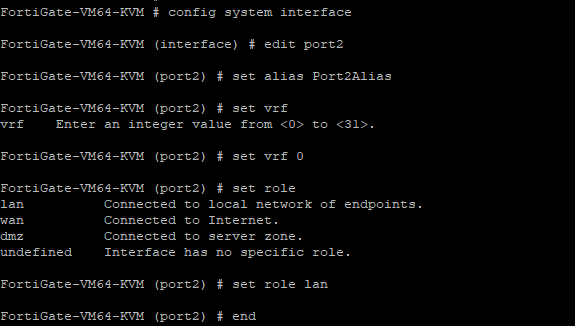 FortiGate-VM64-KVM # config system interface
FortiGate-VM64-KVM (interface) # edit port2
FortiGate-VM64-KVM (port2) # set alias Port2Alias
FortiGate-VM64-KVM (port2) # set vrf
vrf    Enter an integer value from <0> to <31>.
FortiGate-VM64-KVM (port2) # set vrf 0
FortiGate-VM64-KVM (port2) # set role
lan          Connected to local network of endpoints.
wan          Connected to Internet.
dmz          Connected to server zone.
undefined    Interface has no specific role.
FortiGate-VM64-KVM (port2) # set role lan
FortiGate-VM64-KVM (port2) # end